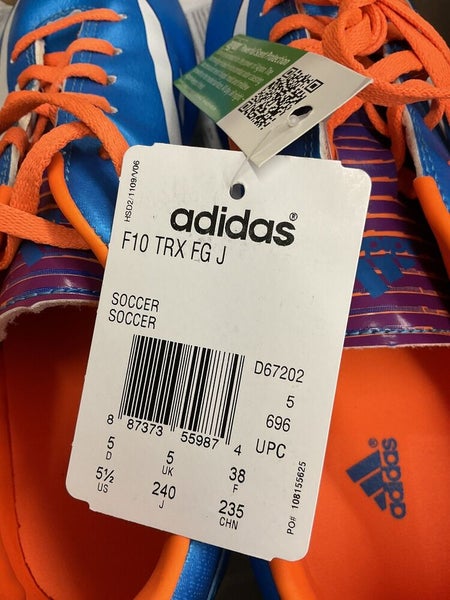 HSD2/1109/V06
adidas®
F10 TRX FG J
SOCCER
SOCCER
D67202
5
696
UPC
8 87373 55987 4
5 5 38
D UK F
5½ 240 235
US J CHN
PO# 108155625
adidas